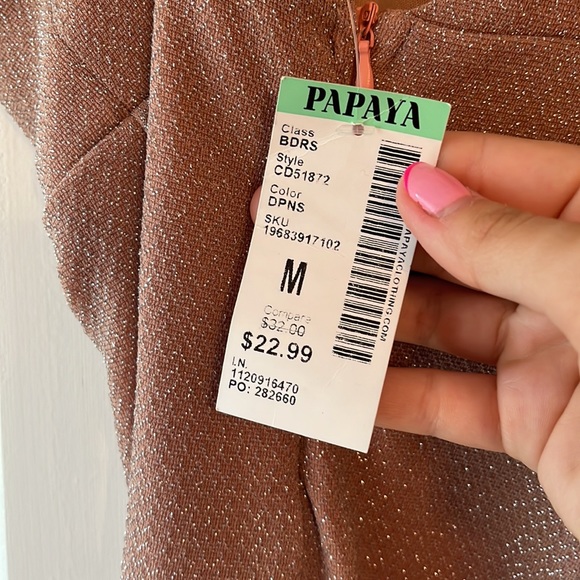 PAPAYA
Class
BDRS
Style
CD51872
Color
DPNS
SKU
19683917102
M
Compare
$32.00
$22.99
I.N.
1120916470
PO: 282660
PAPAYACLOTHING.COM